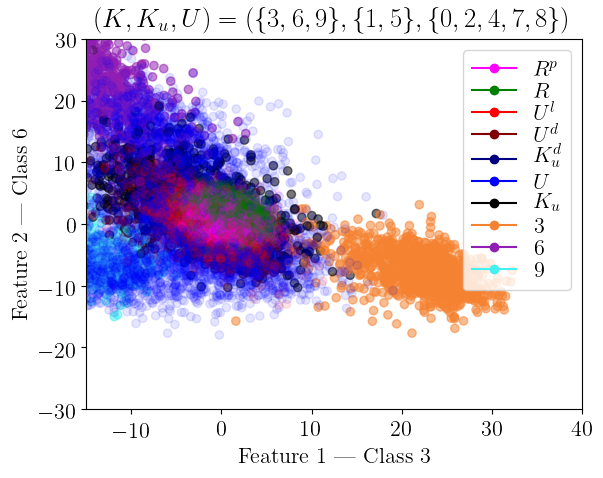 (K, K_u, U) = ({3, 6, 9}, {1, 5}, {0, 2, 4, 7, 8})
30
20
10
0
−10
−20
−30
−10
0
10
20
30
40
Feature 2 — Class 6
Feature 1 — Class 3
R^p
R
U^l
U^d
K_u^d
U
K_u
3
6
9